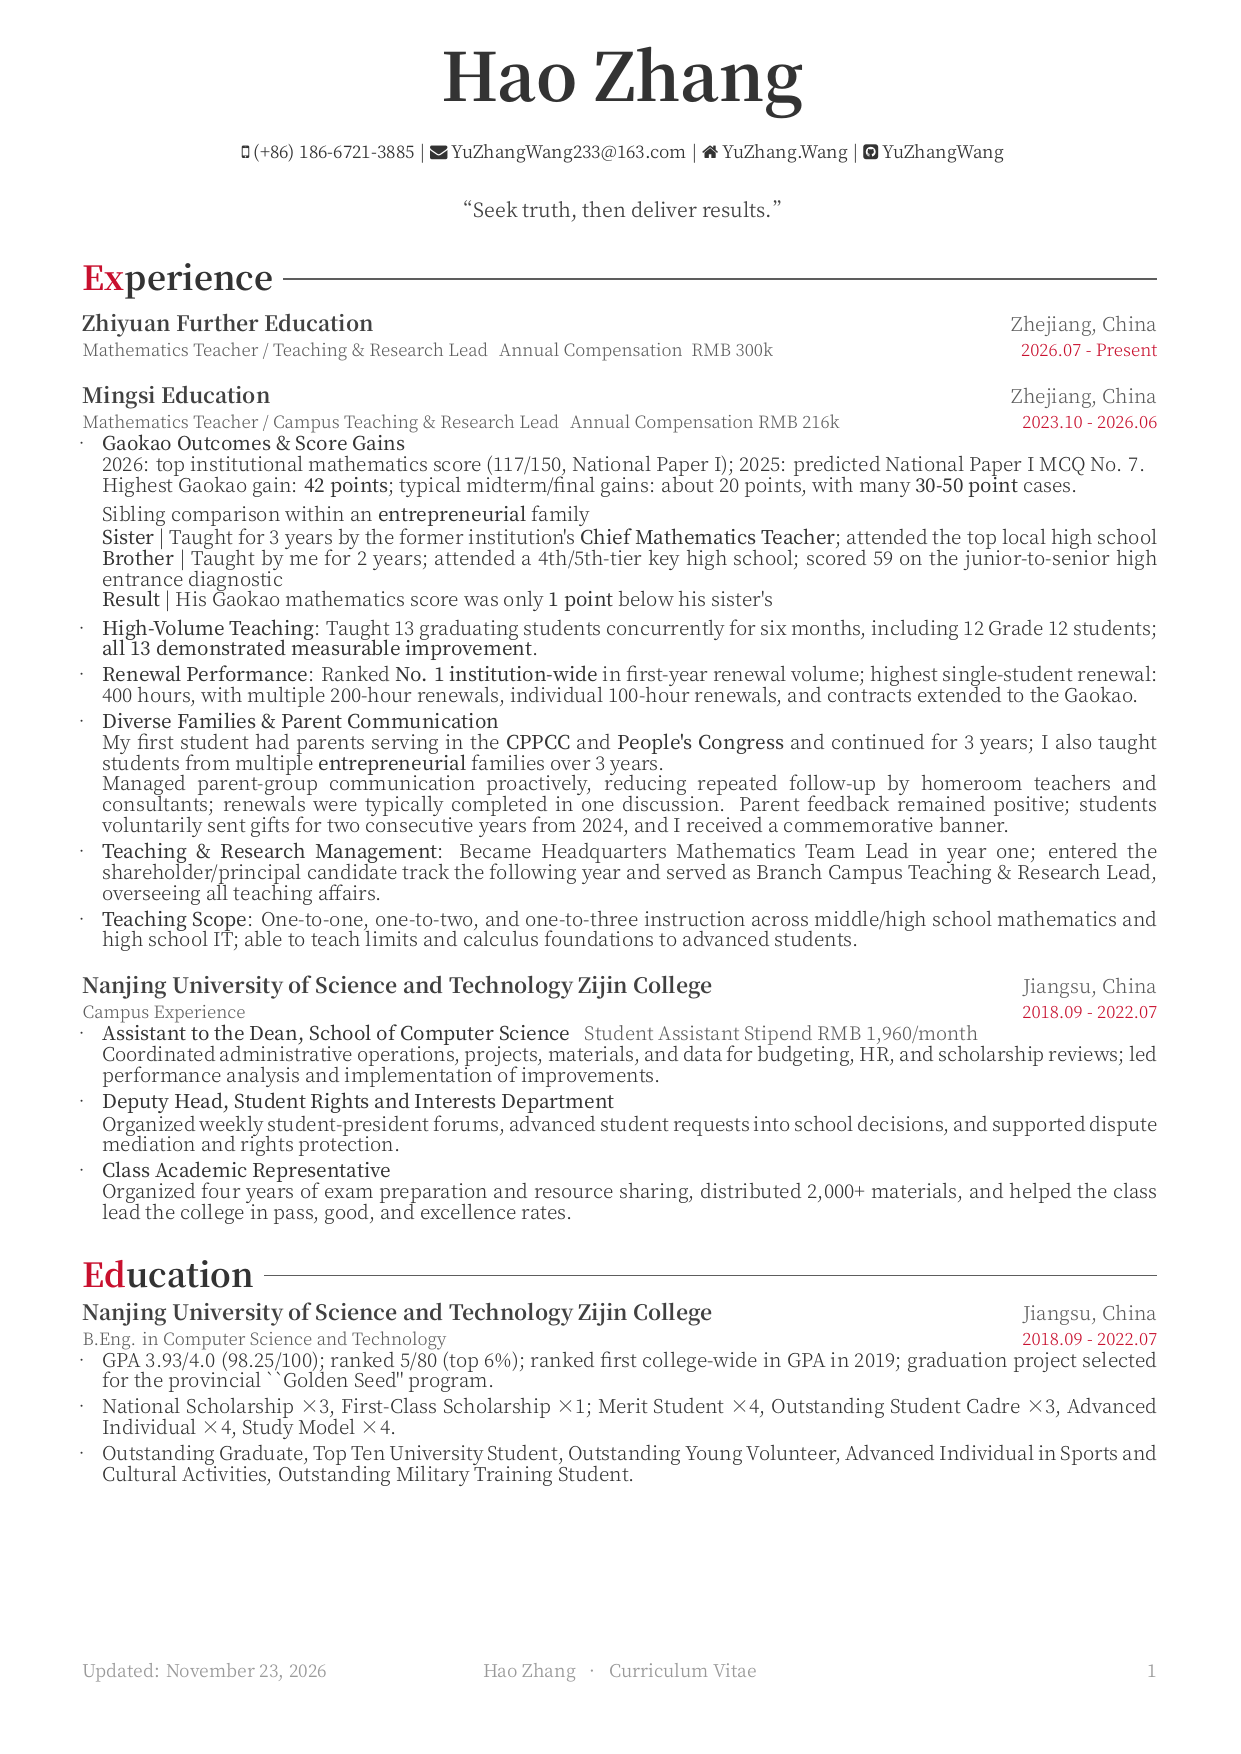 Hao Zhang
(+86) 186-6721-3885 | YuZhangWang233@163.com | YuZhang.Wang | YuZhangWang
“Seek truth, then deliver results.”
Experience
Zhiyuan Further Education Zhejiang, China
Mathematics Teacher / Teaching & Research Lead Annual Compensation RMB 300k 2026.07 - Present
Mingsi Education Zhejiang, China
Mathematics Teacher / Campus Teaching & Research Lead Annual Compensation RMB 216k 2023.10 - 2026.06
· Gaokao Outcomes & Score Gains
2026: top institutional mathematics score (117/150, National Paper I); 2025: predicted National Paper I MCQ No. 7.
Highest Gaokao gain: 42 points; typical midterm/final gains: about 20 points, with many 30-50 point cases.
Sibling comparison within an entrepreneurial family
Sister | Taught for 3 years by the former institution's Chief Mathematics Teacher; attended the top local high school
Brother | Taught by me for 2 years; attended a 4th/5th-tier key high school; scored 59 on the junior-to-senior high
entrance diagnostic
Result | His Gaokao mathematics score was only 1 point below his sister's
· High-Volume Teaching: Taught 13 graduating students concurrently for six months, including 12 Grade 12 students;
all 13 demonstrated measurable improvement.
· Renewal Performance: Ranked No. 1 institution-wide in first-year renewal volume; highest single-student renewal:
400 hours, with multiple 200-hour renewals, individual 100-hour renewals, and contracts extended to the Gaokao.
· Diverse Families & Parent Communication
My first student had parents serving in the CPPCC and People's Congress and continued for 3 years; I also taught
students from multiple entrepreneurial families over 3 years.
Managed parent-group communication proactively, reducing repeated follow-up by homeroom teachers and
consultants; renewals were typically completed in one discussion. Parent feedback remained positive; students
voluntarily sent gifts for two consecutive years from 2024, and I received a commemorative banner.
· Teaching & Research Management: Became Headquarters Mathematics Team Lead in year one; entered the
shareholder/principal candidate track the following year and served as Branch Campus Teaching & Research Lead,
overseeing all teaching affairs.
· Teaching Scope: One-to-one, one-to-two, and one-to-three instruction across middle/high school mathematics and
high school IT; able to teach limits and calculus foundations to advanced students.
Nanjing University of Science and Technology Zijin College Jiangsu, China
Campus Experience 2018.09 - 2022.07
· Assistant to the Dean, School of Computer Science Student Assistant Stipend RMB 1,960/month
Coordinated administrative operations, projects, materials, and data for budgeting, HR, and scholarship reviews; led
performance analysis and implementation of improvements.
· Deputy Head, Student Rights and Interests Department
Organized weekly student-president forums, advanced student requests into school decisions, and supported dispute
mediation and rights protection.
· Class Academic Representative
Organized four years of exam preparation and resource sharing, distributed 2,000+ materials, and helped the class
lead the college in pass, good, and excellence rates.
Education
Nanjing University of Science and Technology Zijin College Jiangsu, China
B.Eng. in Computer Science and Technology 2018.09 - 2022.07
· GPA 3.93/4.0 (98.25/100); ranked 5/80 (top 6%); ranked first college-wide in GPA in 2019; graduation project selected
for the provincial ``Golden Seed" program.
· National Scholarship ×3, First-Class Scholarship ×1; Merit Student ×4, Outstanding Student Cadre ×3, Advanced
Individual ×4, Study Model ×4.
· Outstanding Graduate, Top Ten University Student, Outstanding Young Volunteer, Advanced Individual in Sports and
Cultural Activities, Outstanding Military Training Student.
Updated: November 23, 2026 Hao Zhang · Curriculum Vitae 1